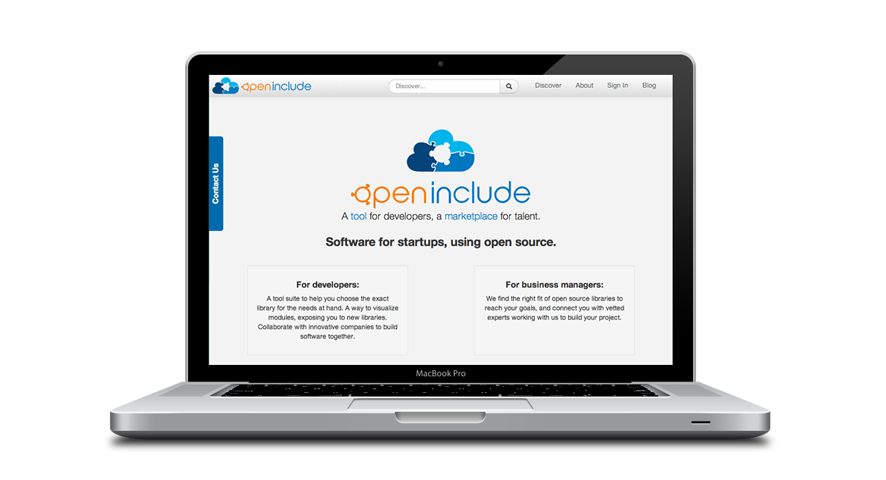 openinclude
Discover...
Discover About Sign In Blog
Contact Us
openinclude
A tool for developers, a marketplace for talent.
Software for startups, using open source.
For developers:
A tool suite to help you choose the exact
library for the needs at hand. A way to visualize
modules, exposing you to new libraries.
Collaborate with innovative companies to build
software together.
For business managers:
We find the right fit of open source libraries to
reach your goals, and connect you with vetted
experts working with us to build your project.
MacBook Pro